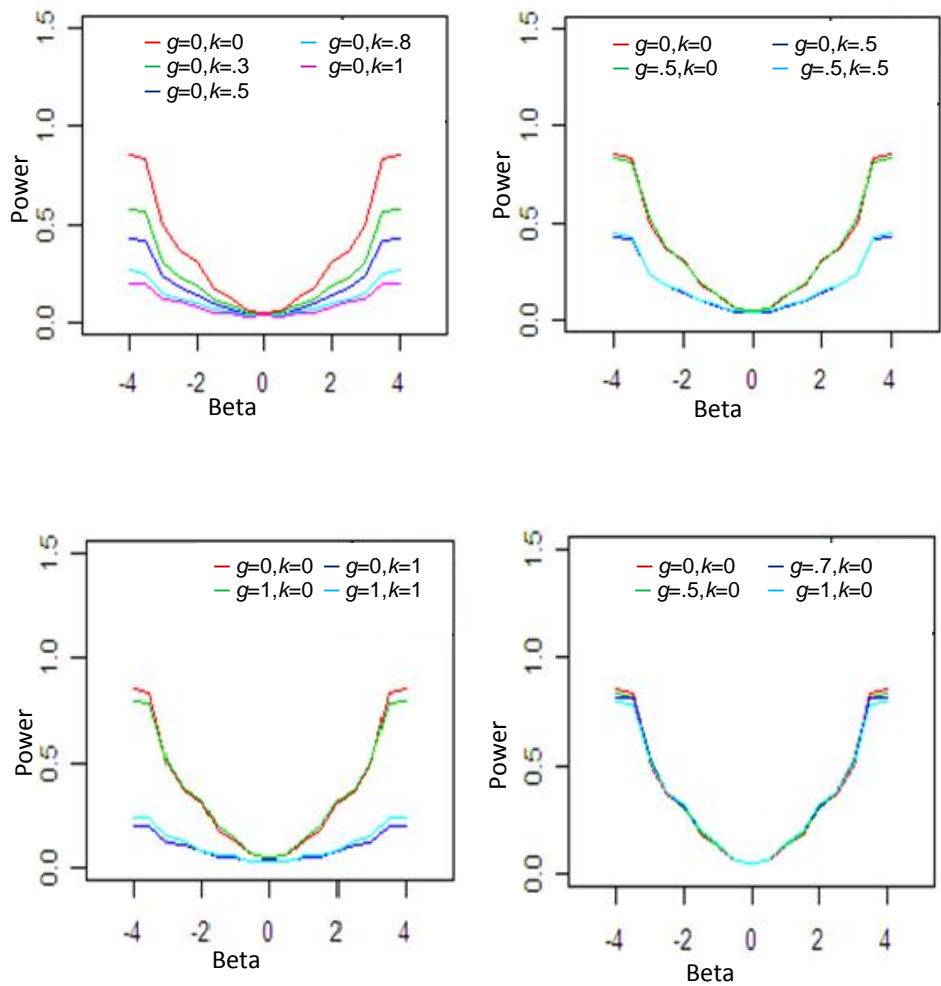 1.5
1.0
0.5
0.0
Power
g=0,k=0 g=0,k=.8
g=0,k=.3 g=0,k=1
g=0,k=.5
-4 -2 0 2 4
Beta
1.5
1.0
0.5
0.0
Power
g=0,k=0 g=0,k=.5
g=.5,k=0 g=.5,k=.5
-4 -2 0 2 4
Beta
1.5
1.0
0.5
0.0
Power
g=0,k=0 g=0,k=1
g=1,k=0 g=1,k=1
-4 -2 0 2 4
Beta
1.5
1.0
0.5
0.0
Power
g=0,k=0 g=.7,k=0
g=.5,k=0 g=1,k=0
-4 -2 0 2 4
Beta